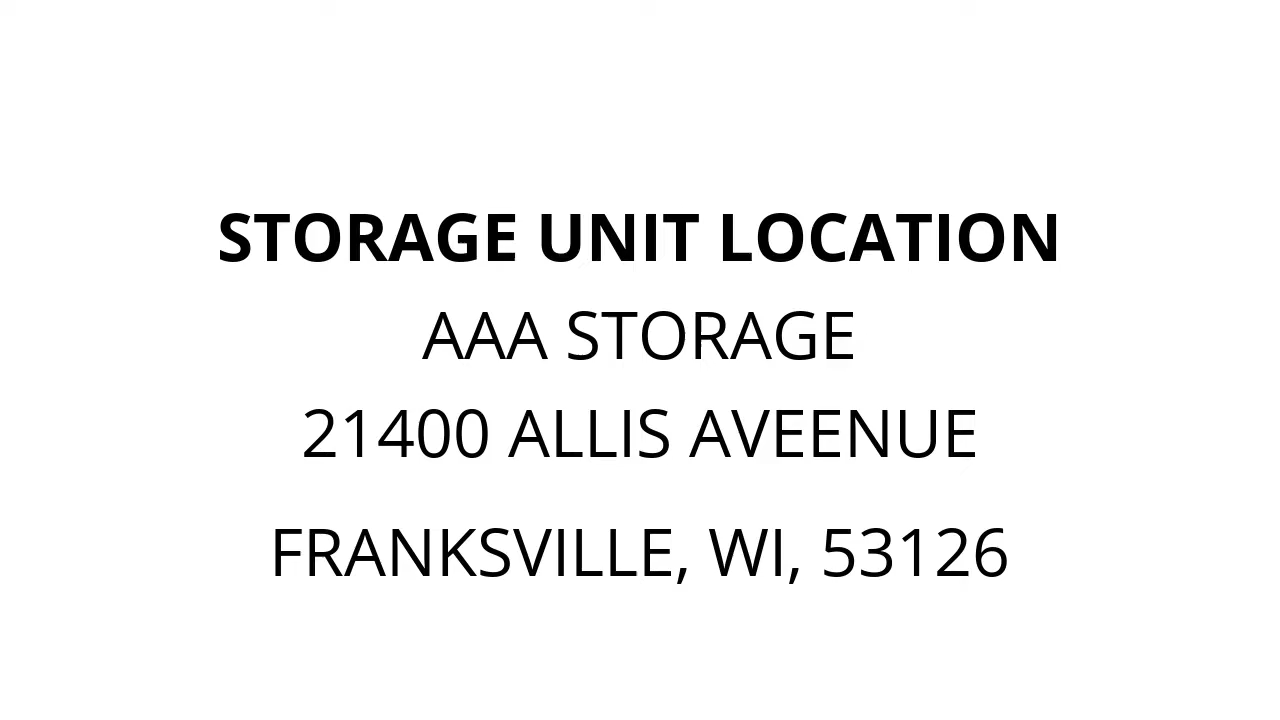 STORAGE UNIT LOCATION
AAA STORAGE
21400 ALLIS AVEENUE
FRANKSVILLE, WI, 53126